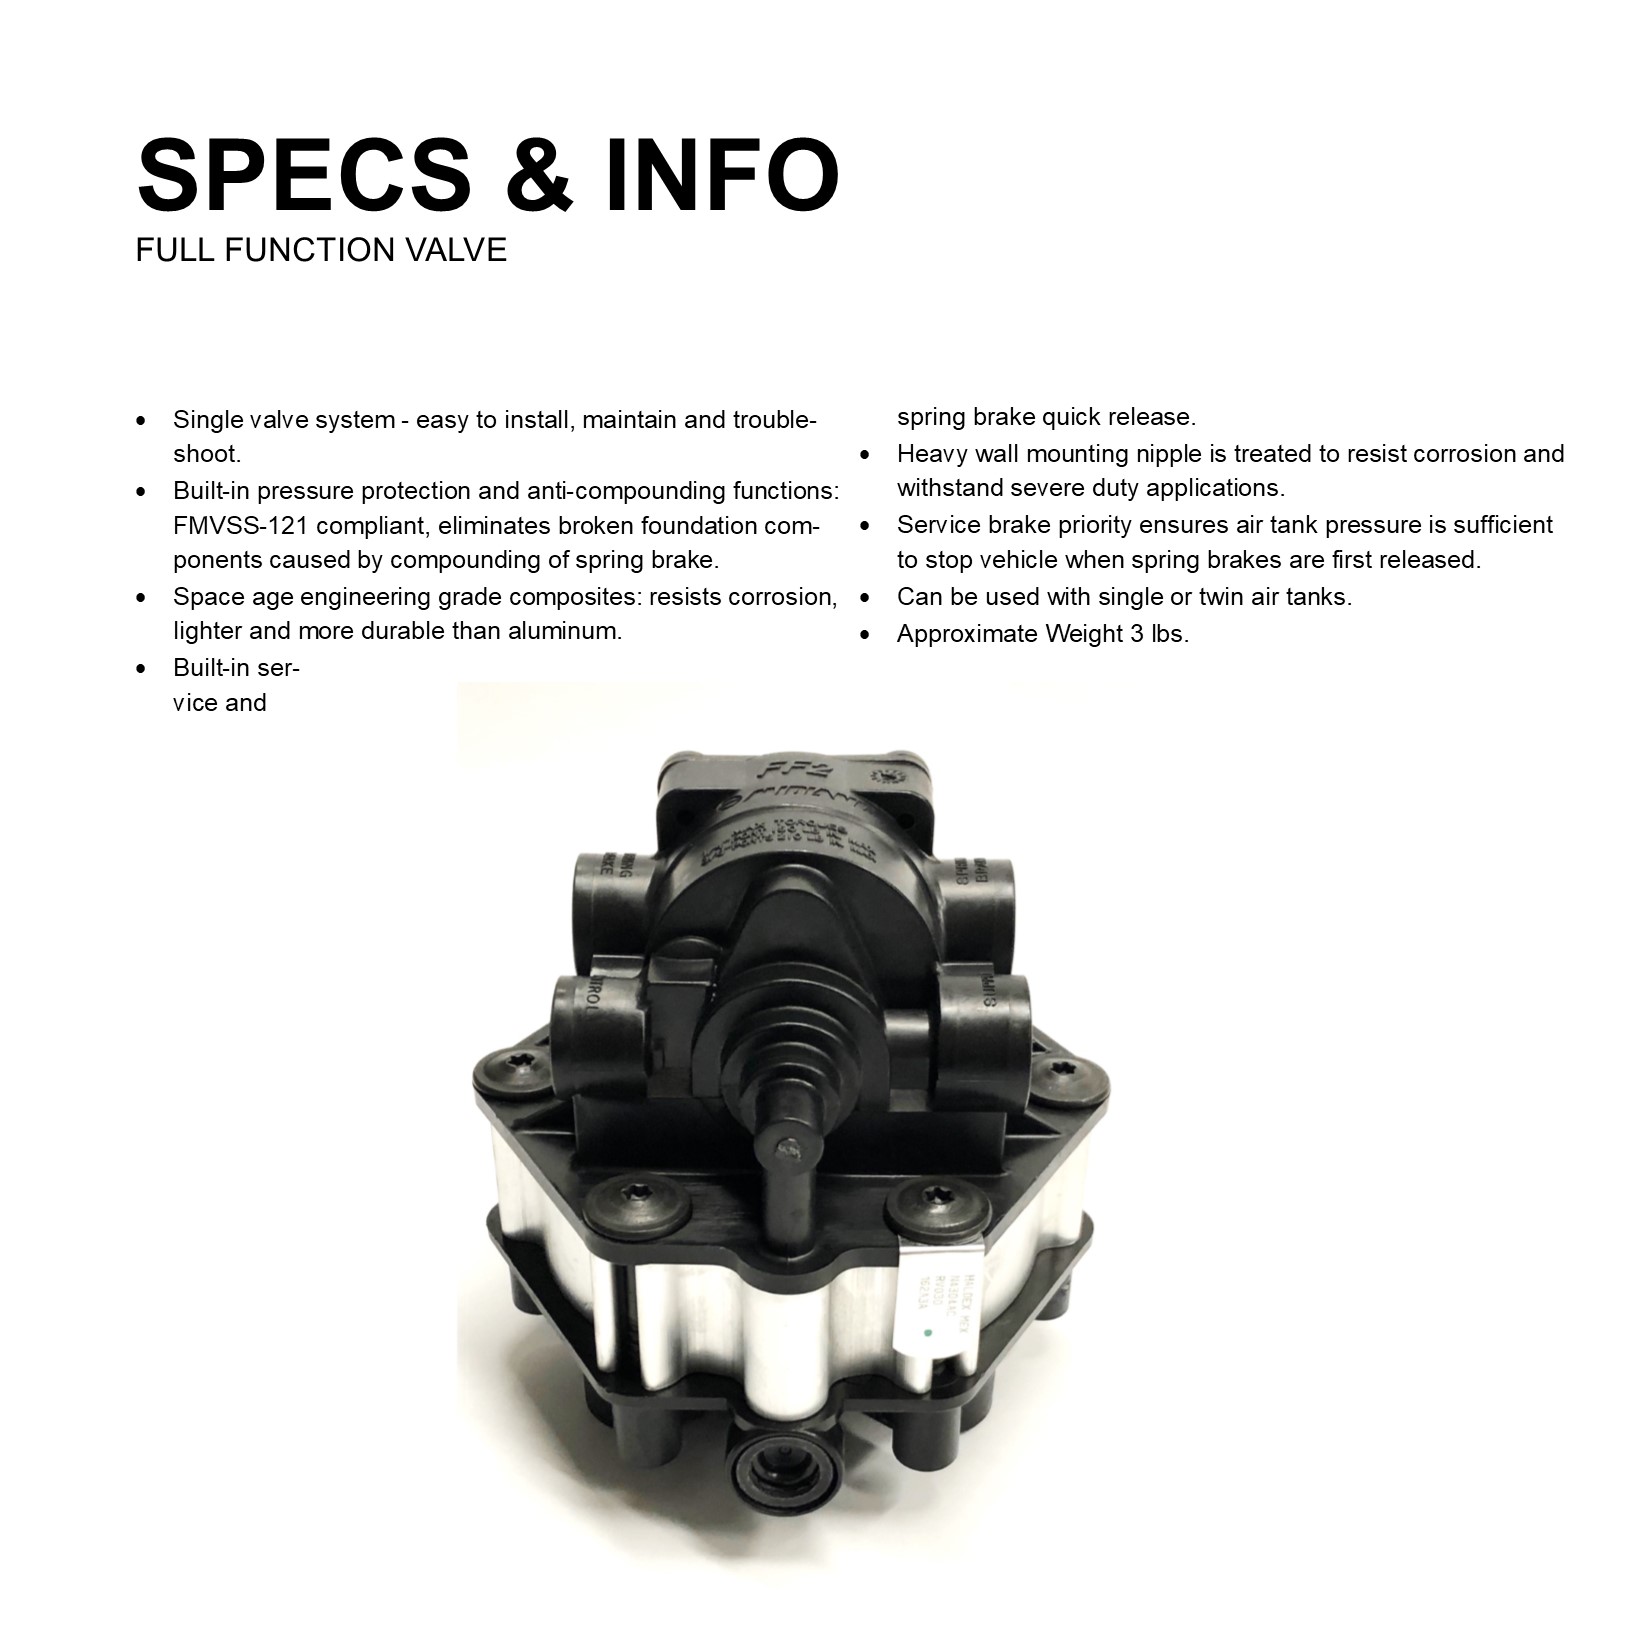 SPECS & INFO
FULL FUNCTION VALVE
• Single valve system - easy to install, maintain and trouble-
shoot.
• Built-in pressure protection and anti-compounding functions:
FMVSS-121 compliant, eliminates broken foundation com-
ponents caused by compounding of spring brake.
• Space age engineering grade composites: resists corrosion,
lighter and more durable than aluminum.
• Built-in ser-
vice and
spring brake quick release.
• Heavy wall mounting nipple is treated to resist corrosion and
withstand severe duty applications.
• Service brake priority ensures air tank pressure is sufficient
to stop vehicle when spring brakes are first released.
• Can be used with single or twin air tanks.
• Approximate Weight 3 lbs.
FF2
MAX TORQUES
TROL
HALDEX MEX